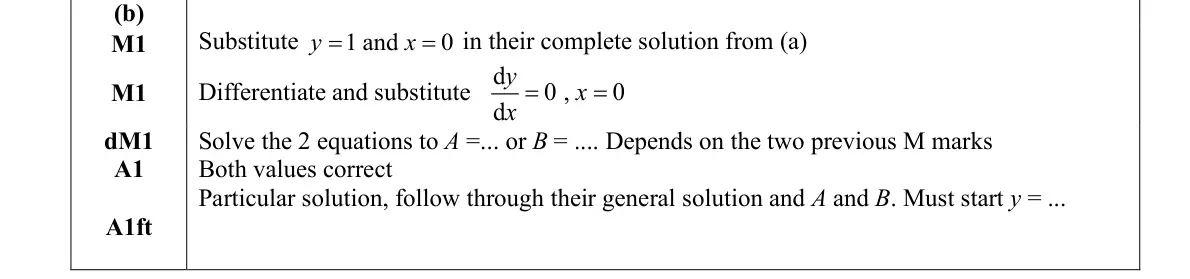 (b)
M1 Substitute y = 1 and x = 0 in their complete solution from (a)
M1 Differentiate and substitute dy/dx = 0 , x = 0
dM1 Solve the 2 equations to A =... or B = .... Depends on the two previous M marks
A1 Both values correct
Particular solution, follow through their general solution and A and B. Must start y = ...
A1ft